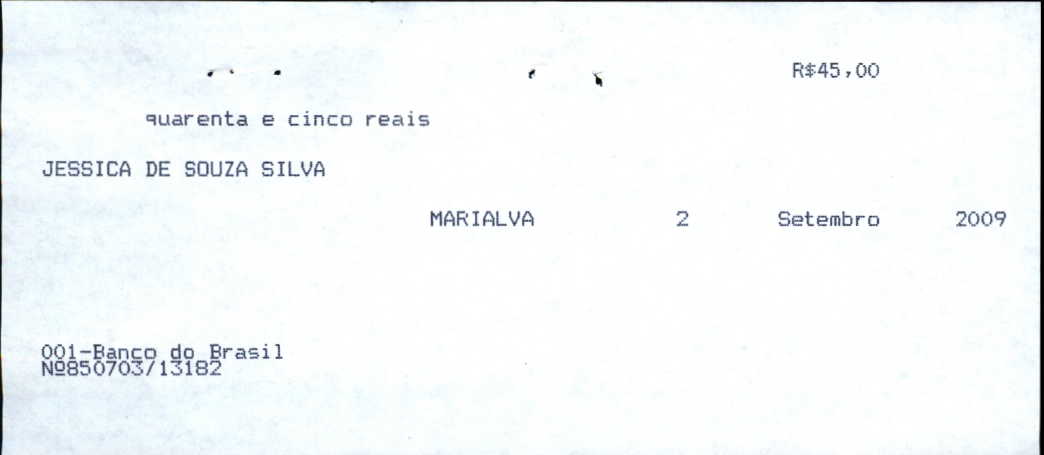 R$45,00
quarenta e cinco reais
JESSICA DE SOUZA SILVA
MARIALVA 2 Setembro 2009
001-Banco do Brasil
Nº850703/13182